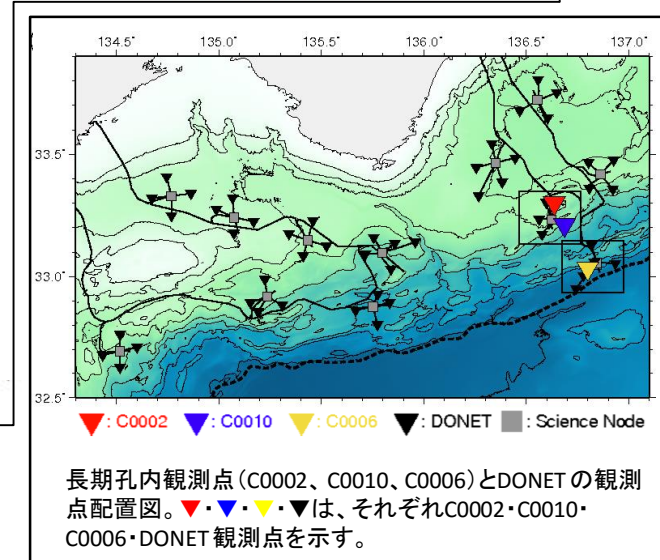 134.5° 135.0° 135.5° 136.0° 136.5° 137.0°
33.5°
33.0°
32.5°
▼: C0002 ▼: C0010 ▼: C0006 ▼: DONET ■: Science Node
長期孔内観測点(C0002、C0010、C0006)とDONETの観測
点配置図。▼・▼・▼・▼は、それぞれC0002・C0010・
C0006・DONET観測点を示す。